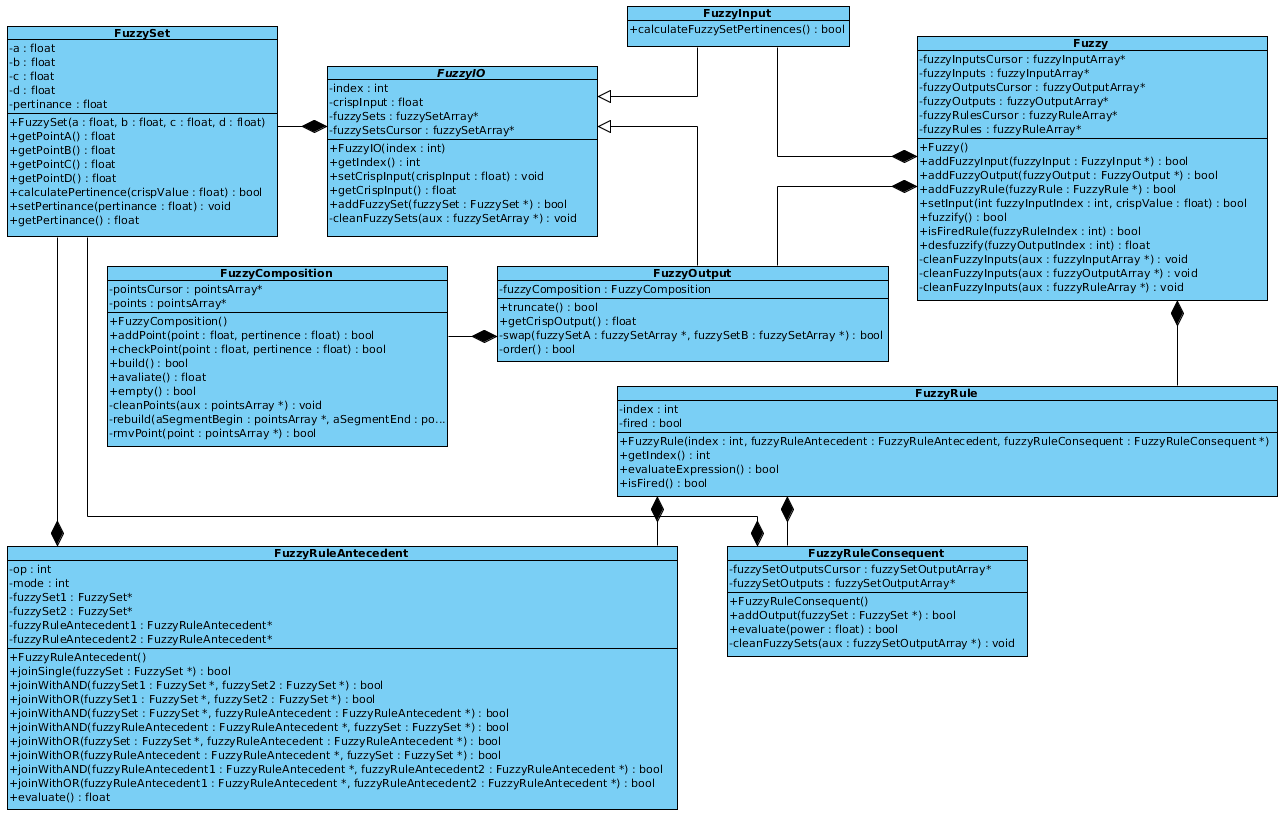 FuzzySet
-a : float
-b : float
-c : float
-d : float
-pertinance : float
+FuzzySet(a : float, b : float, c : float, d : float)
+getPointA() : float
+getPointB() : float
+getPointC() : float
+getPointD() : float
+calculatePertinence(crispValue : float) : bool
+setPertinance(pertinance : float) : void
+getPertinance() : float
FuzzyIO
-index : int
-crispInput : float
-fuzzySets : fuzzySetArray*
-fuzzySetsCursor : fuzzySetArray*
+FuzzyIO(index : int)
+getIndex() : int
+setCrispInput(crispInput : float) : void
+getCrispInput() : float
+addFuzzySet(fuzzySet : FuzzySet *) : bool
-cleanFuzzySets(aux : fuzzySetArray *) : void
FuzzyInput
+calculateFuzzySetPertinences() : bool
Fuzzy
-fuzzyInputsCursor : fuzzyInputArray*
-fuzzyInputs : fuzzyInputArray*
-fuzzyOutputsCursor : fuzzyOutputArray*
-fuzzyOutputs : fuzzyOutputArray*
-fuzzyRulesCursor : fuzzyRuleArray*
-fuzzyRules : fuzzyRuleArray*
+Fuzzy()
+addFuzzyInput(fuzzyInput : FuzzyInput *) : bool
+addFuzzyOutput(fuzzyOutput : FuzzyOutput *) : bool
+addFuzzyRule(fuzzyRule : FuzzyRule *) : bool
+setInput(int fuzzyInputIndex : int, crispValue : float) : bool
+fuzzify() : bool
+isFiredRule(fuzzyRuleIndex : int) : bool
+desfuzzify(fuzzyOutputIndex : int) : float
-cleanFuzzyInputs(aux : fuzzyInputArray *) : void
-cleanFuzzyInputs(aux : fuzzyOutputArray *) : void
-cleanFuzzyInputs(aux : fuzzyRuleArray *) : void
FuzzyComposition
-pointsCursor : pointsArray*
-points : pointsArray*
+FuzzyComposition()
+addPoint(point : float, pertinence : float) : bool
+checkPoint(point : float, pertinence : float) : bool
+build() : bool
+avaliate() : float
+empty() : bool
-cleanPoints(aux : pointsArray *) : void
-rebuild(aSegmentBegin : pointsArray *, aSegmentEnd : po...
-rmvPoint(point : pointsArray *) : bool
FuzzyOutput
-fuzzyComposition : FuzzyComposition
+truncate() : bool
+getCrispOutput() : float
-swap(fuzzySetA : fuzzySetArray *, fuzzySetB : fuzzySetArray *) : bool
-order() : bool
FuzzyRule
-index : int
-fired : bool
+FuzzyRule(index : int, fuzzyRuleAntecedent : FuzzyRuleAntecedent, fuzzyRuleConsequent : FuzzyRuleConsequent *)
+getIndex() : int
+evaluateExpression() : bool
+isFired() : bool
FuzzyRuleAntecedent
-op : int
-mode : int
-fuzzySet1 : FuzzySet*
-fuzzySet2 : FuzzySet*
-fuzzyRuleAntecedent1 : FuzzyRuleAntecedent*
-fuzzyRuleAntecedent2 : FuzzyRuleAntecedent*
+FuzzyRuleAntecedent()
+joinSingle(fuzzySet : FuzzySet *) : bool
+joinWithAND(fuzzySet1 : FuzzySet *, fuzzySet2 : FuzzySet *) : bool
+joinWithOR(fuzzySet1 : FuzzySet *, fuzySet2 : FuzzySet *) : bool
+joinWithAND(fuzzySet : FuzzySet *, fuzzyRuleAntecedent : FuzzyRuleAntecedent *) : bool
+joinWithAND(fuzzyRuleAntecedent : FuzzyRuleAntecedent *, fuzzySet : FuzzySet *) : bool
+joinWithOR(fuzzySet : FuzzySet *, fuzzyRuleAntecedent : FuzzyRuleAntecedent *) : bool
+joinWithOR(fuzzyRuleAntecedent : FuzzyRuleAntecedent *, fuzzySet : FuzzySet *) : bool
+joinWithAND(fuzzyRuleAntecedent1 : FuzzyRuleAntecedent *, fuzzyRuleAntecedent2 : FuzzyRuleAntecedent *) : bool
+joinWithOR(fuzzyRuleAntecedent1 : FuzzyRuleAntecedent *, fuzzyRuleAntecedent2 : FuzzyRuleAntecedent *) : bool
+evaluate() : float
FuzzyRuleConsequent
-fuzzySetOutputsCursor : fuzzySetOutputArray*
-fuzzySetOutputs : fuzzySetOutputArray*
+FuzzyRuleConsequent()
+addOutput(fuzzySet : FuzzySet *) : bool
+evaluate(power : float) : bool
-cleanFuzzySets(aux : fuzzySetOutputArray *) : void